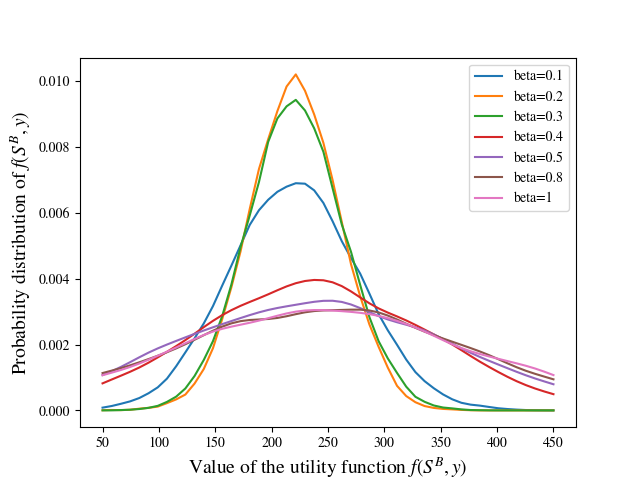 0.010
0.008
0.006
0.004
0.002
0.000
Probability distribution of f(S^B, y)
beta=0.1
beta=0.2
beta=0.3
beta=0.4
beta=0.5
beta=0.8
beta=1
50 100 150 200 250 300 350 400 450
Value of the utility function f(S^B, y)